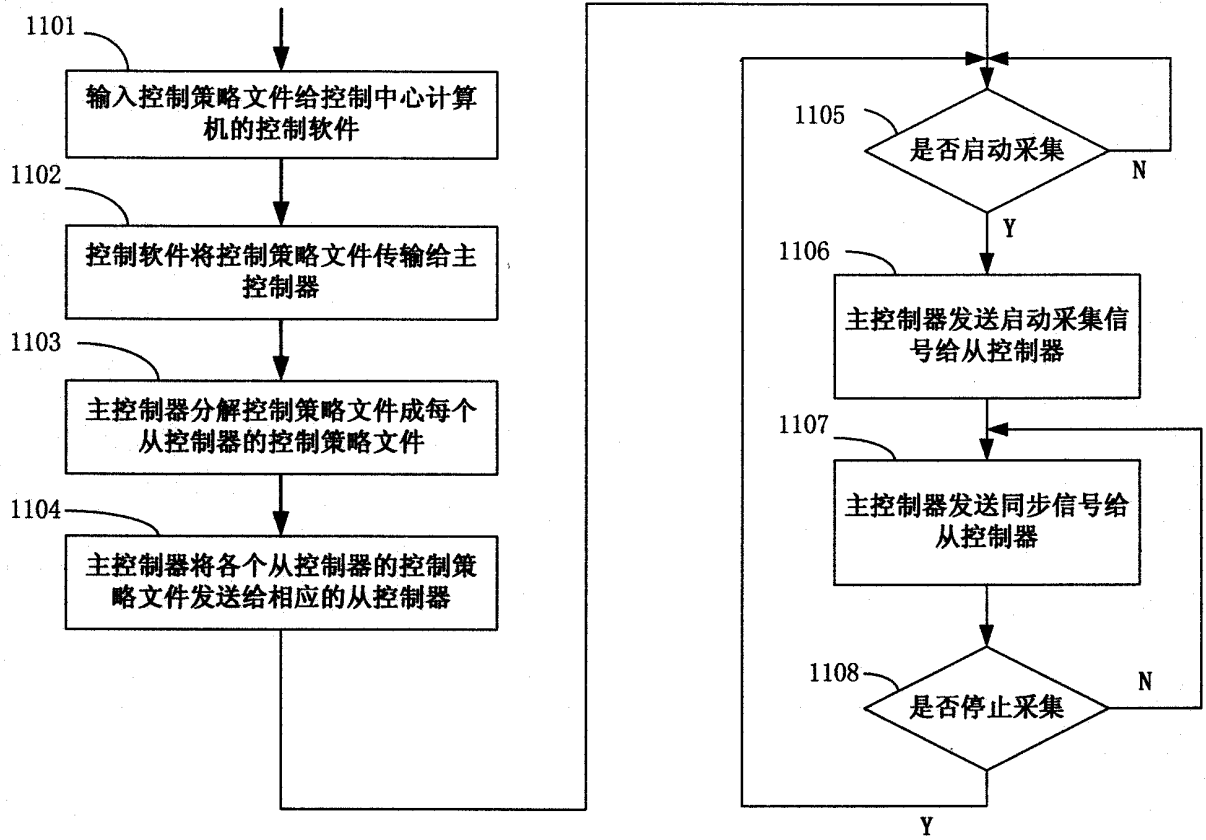 1101
输入控制策略文件给控制中心计算
机的控制软件
1102
控制软件将控制策略文件传输给主
控制器
1103
主控制器分解控制策略文件成每个
从控制器的控制策略文件
1104
主控制器将各个从控制器的控制策
略文件发送给相应的从控制器
1105
是否启动采集
N
Y
1106
主控制器发送启动采集信
号给从控制器
1107
主控制器发送同步信号给
从控制器
1108
是否停止采集
N
Y